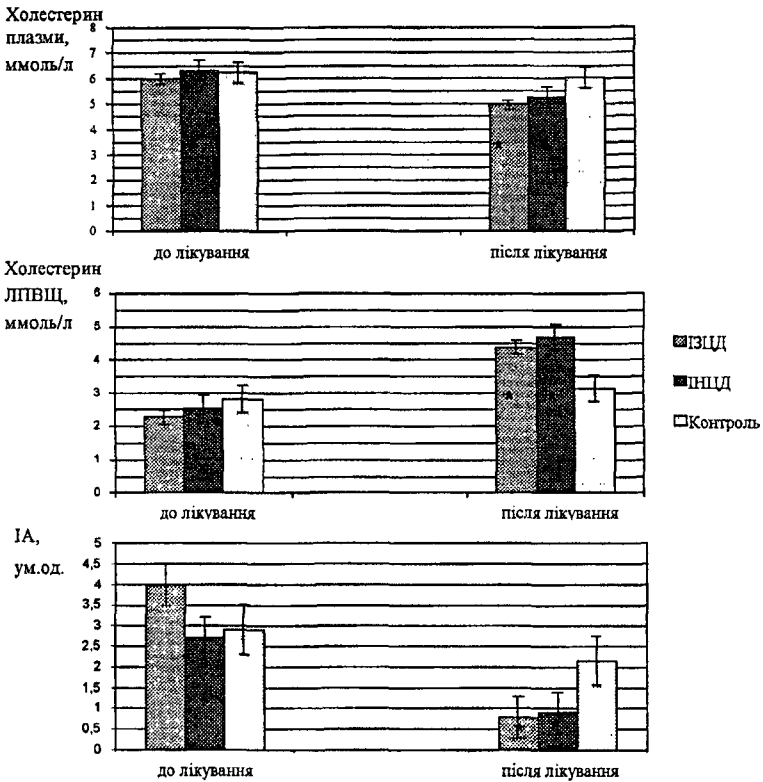 Холестерин
плазми,
ммоль/л
8
7
6
5
4
3
2
1
0
до лікування
після лікування
Холестерин
ЛПВЩ,
ммоль/л
6
5
4
3
2
1
0
до лікування
після лікування
ІЗЦД
ІНЦД
Контроль
ІА,
ум.од.
5
4,5
4
3,5
3
2,5
2
1,5
1
0,5
0
до лікування
після лікування